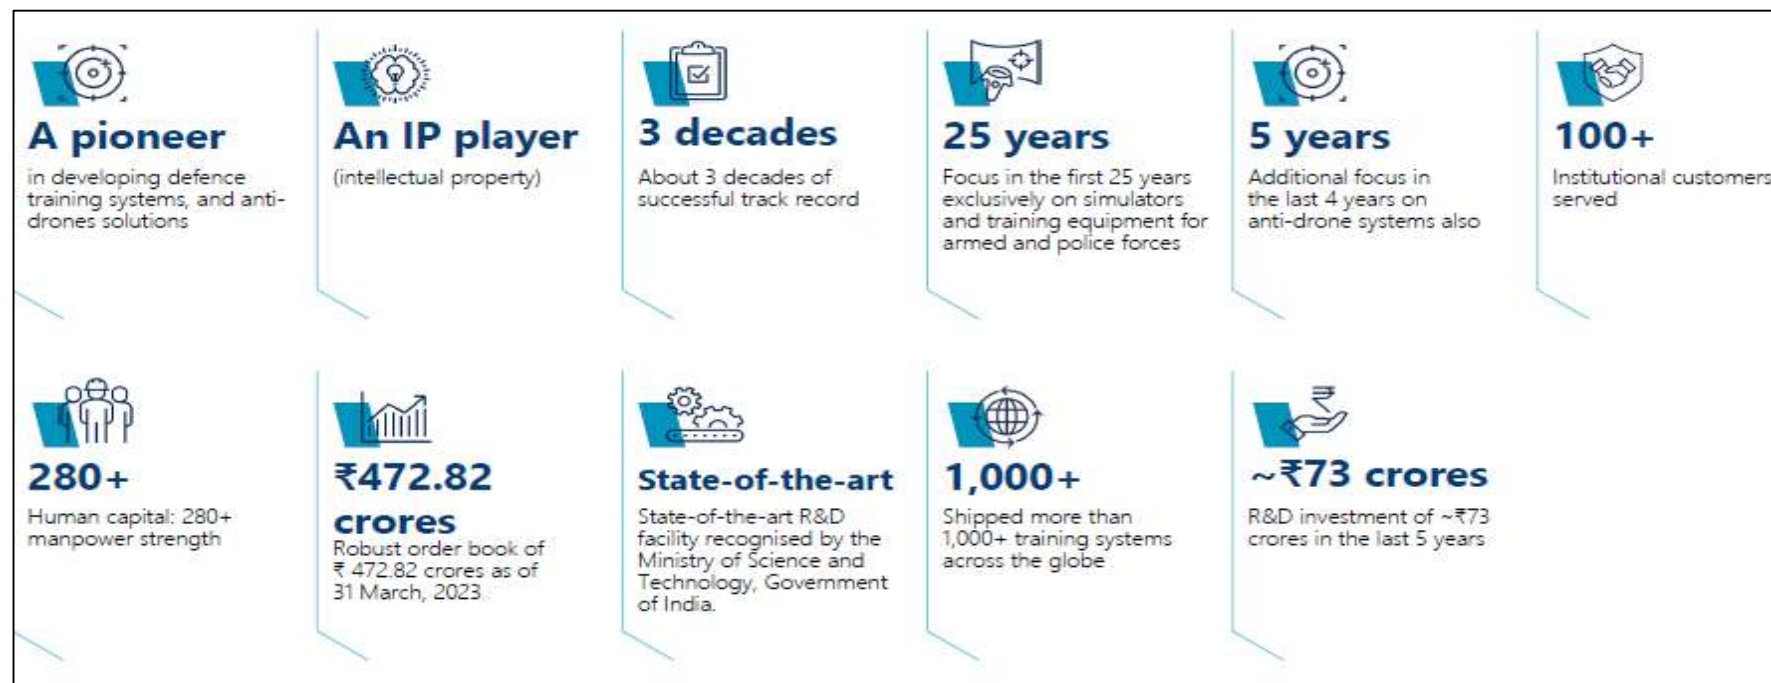 A pioneer
in developing defence
training systems, and anti-
drones solutions
An IP player
(intellectual property)
3 decades
About 3 decades of
successful track record
25 years
Focus in the first 25 years
exclusively on simulators
and training equipment for
armed and police forces
5 years
Additional focus in
the last 4 years on
anti-drone systems also
100+
Institutional customers
served
280+
Human capital: 280+
manpower strength
₹472.82
crores
Robust order book of
₹ 472.82 crores as of
31 March, 2023
State-of-the-art
State-of-the-art R&D
facility recognised by the
Ministry of Science and
Technology, Government
of India.
1,000+
Shipped more than
1,000+ training systems
across the globe
~₹73 crores
R&D investment of ~₹73
crores in the last 5 years